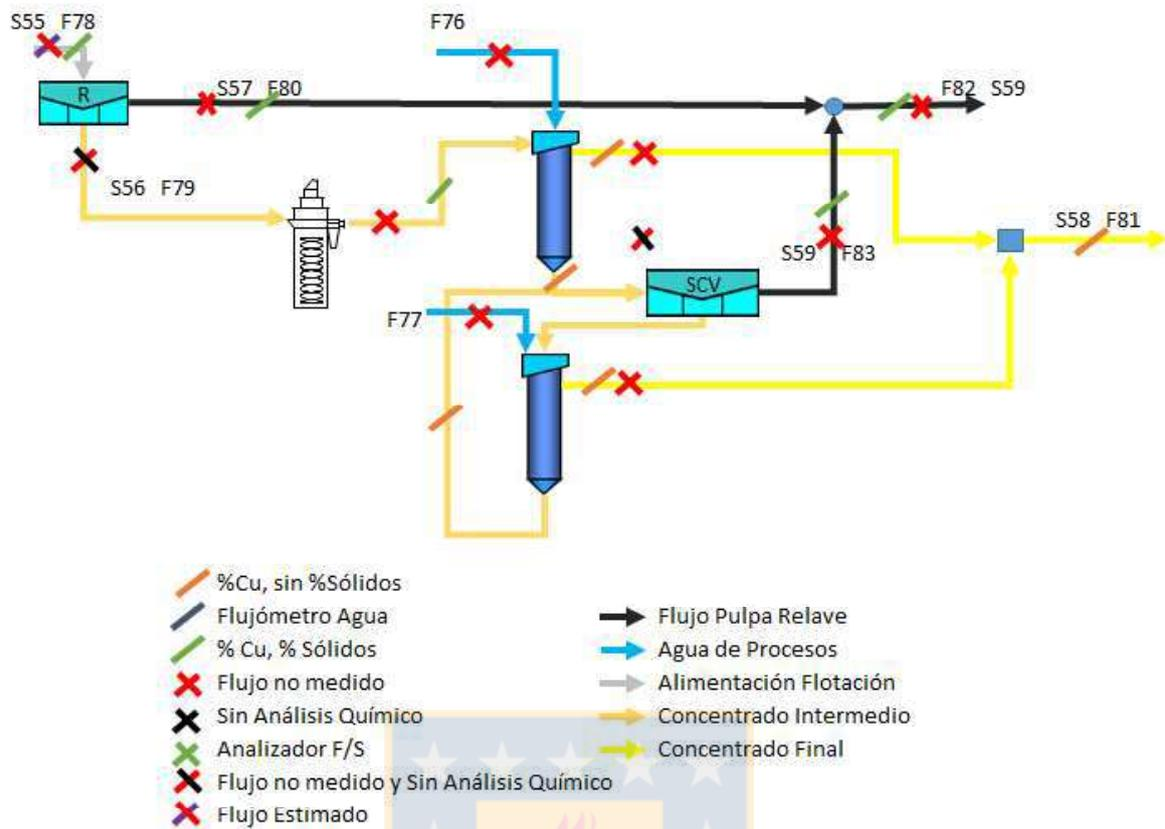 S55 F78
F76
R
S57 F80
F82 S59
S56 F79
S59 F83
S58 F81
SCV
F77
%Cu, sin %Sólidos
Flujómetro Agua
% Cu, % Sólidos
Flujo no medido
Sin Análisis Químico
Analizador F/S
Flujo no medido y Sin Análisis Químico
Flujo Estimado
Flujo Pulpa Relave
Agua de Procesos
Alimentación Flotación
Concentrado Intermedio
Concentrado Final